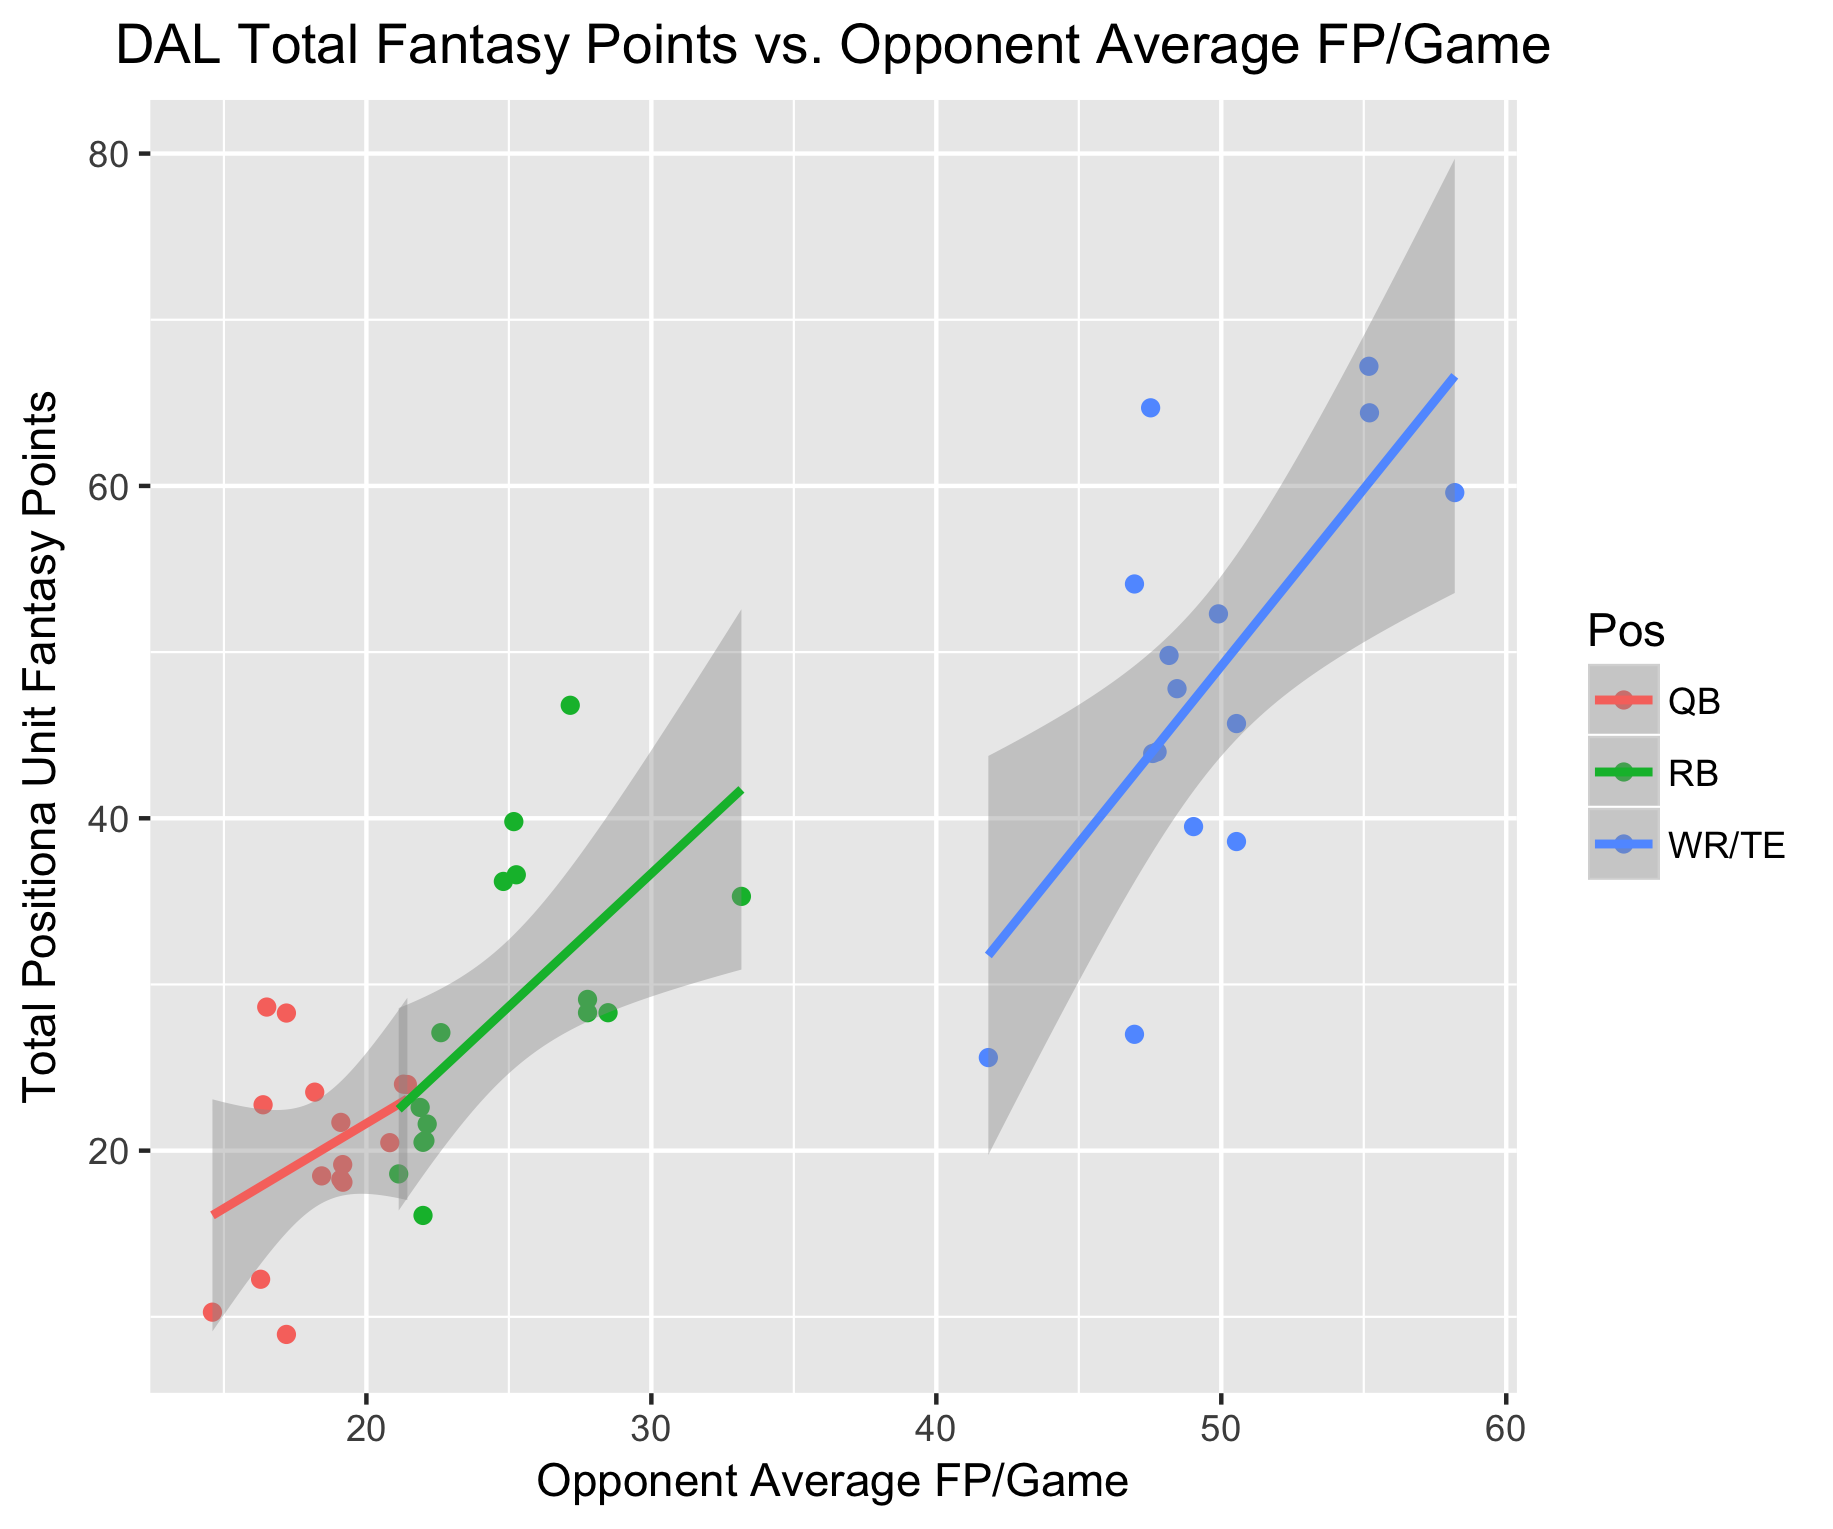 DAL Total Fantasy Points vs. Opponent Average FP/Game
Total Positiona Unit Fantasy Points
80
60
40
20
20
30
40
50
60
Opponent Average FP/Game
Pos
QB
RB
WR/TE